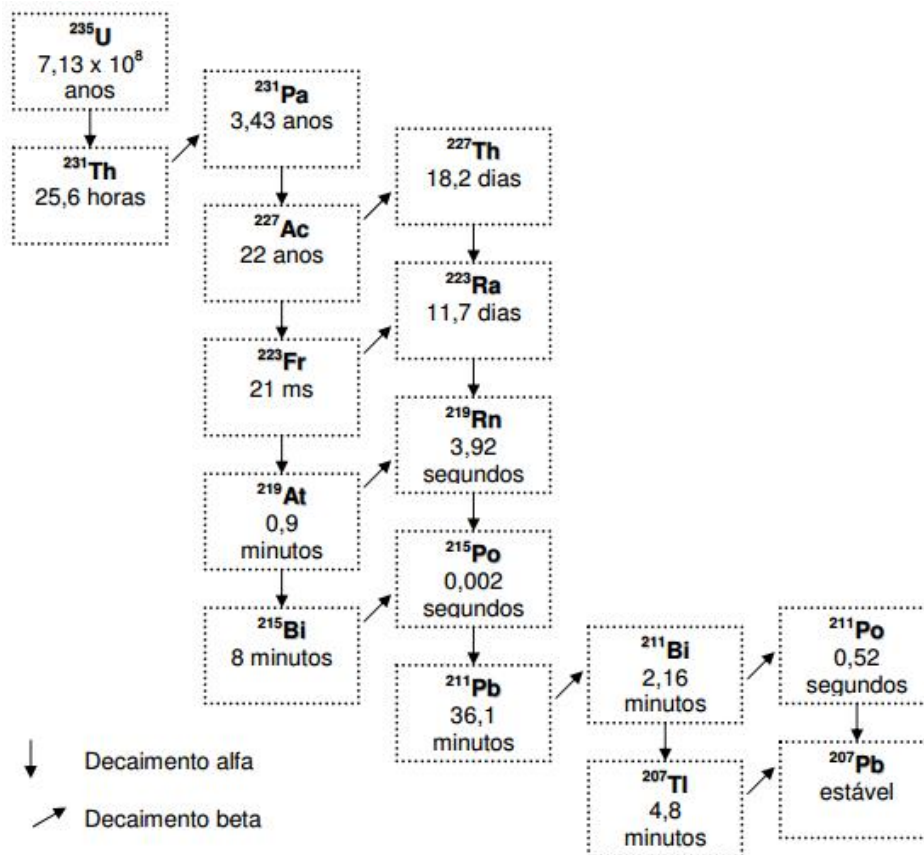 ²³⁵U
7,13 x 10⁸
anos
²³¹Th
25,6 horas
²³¹Pa
3,43 anos
²²⁷Ac
22 anos
²²³Fr
21 ms
²¹⁹At
0,9
minutos
²¹⁵Bi
8 minutos
²²⁷Th
18,2 dias
²²³Ra
11,7 dias
²¹⁹Rn
3,92
segundos
²¹⁵Po
0,002
segundos
²¹¹Pb
36,1
minutos
²¹¹Bi
2,16
minutos
²⁰⁷Tl
4,8
minutos
²¹¹Po
0,52
segundos
²⁰⁷Pb
estável
Decaimento alfa
Decaimento beta